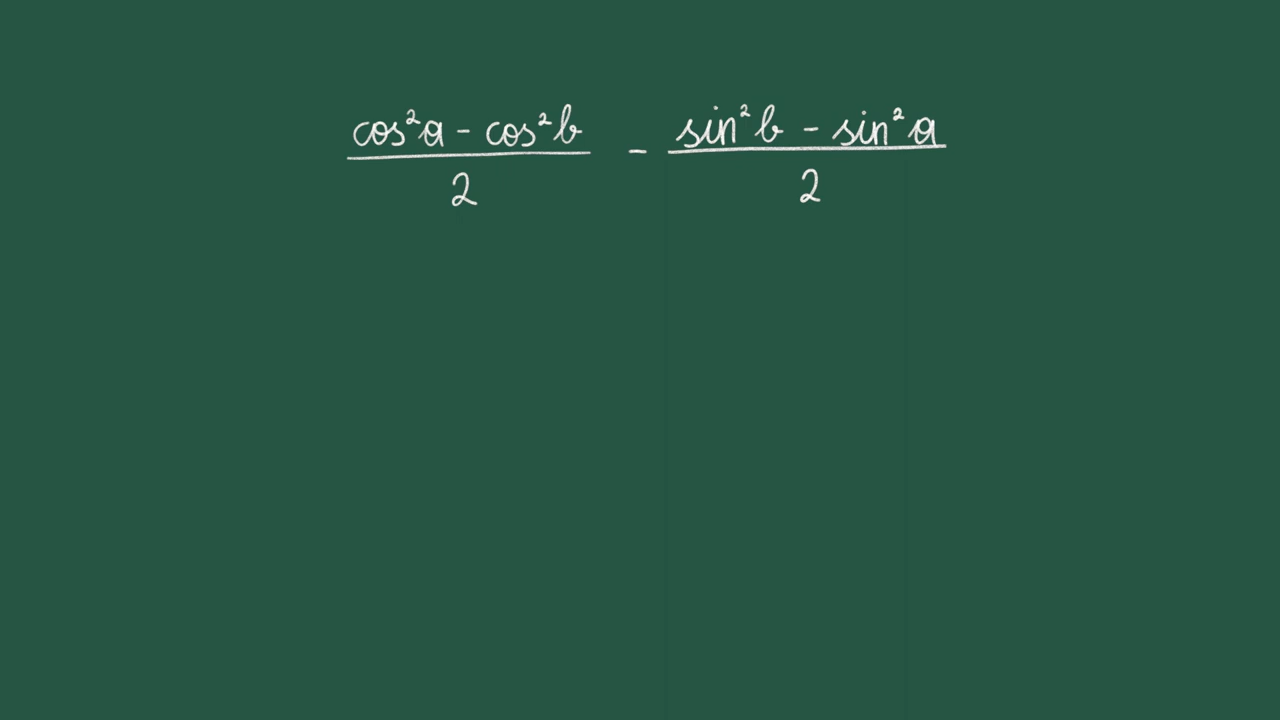 cos²a - cos²b / 2 - sin²b - sin²a / 2